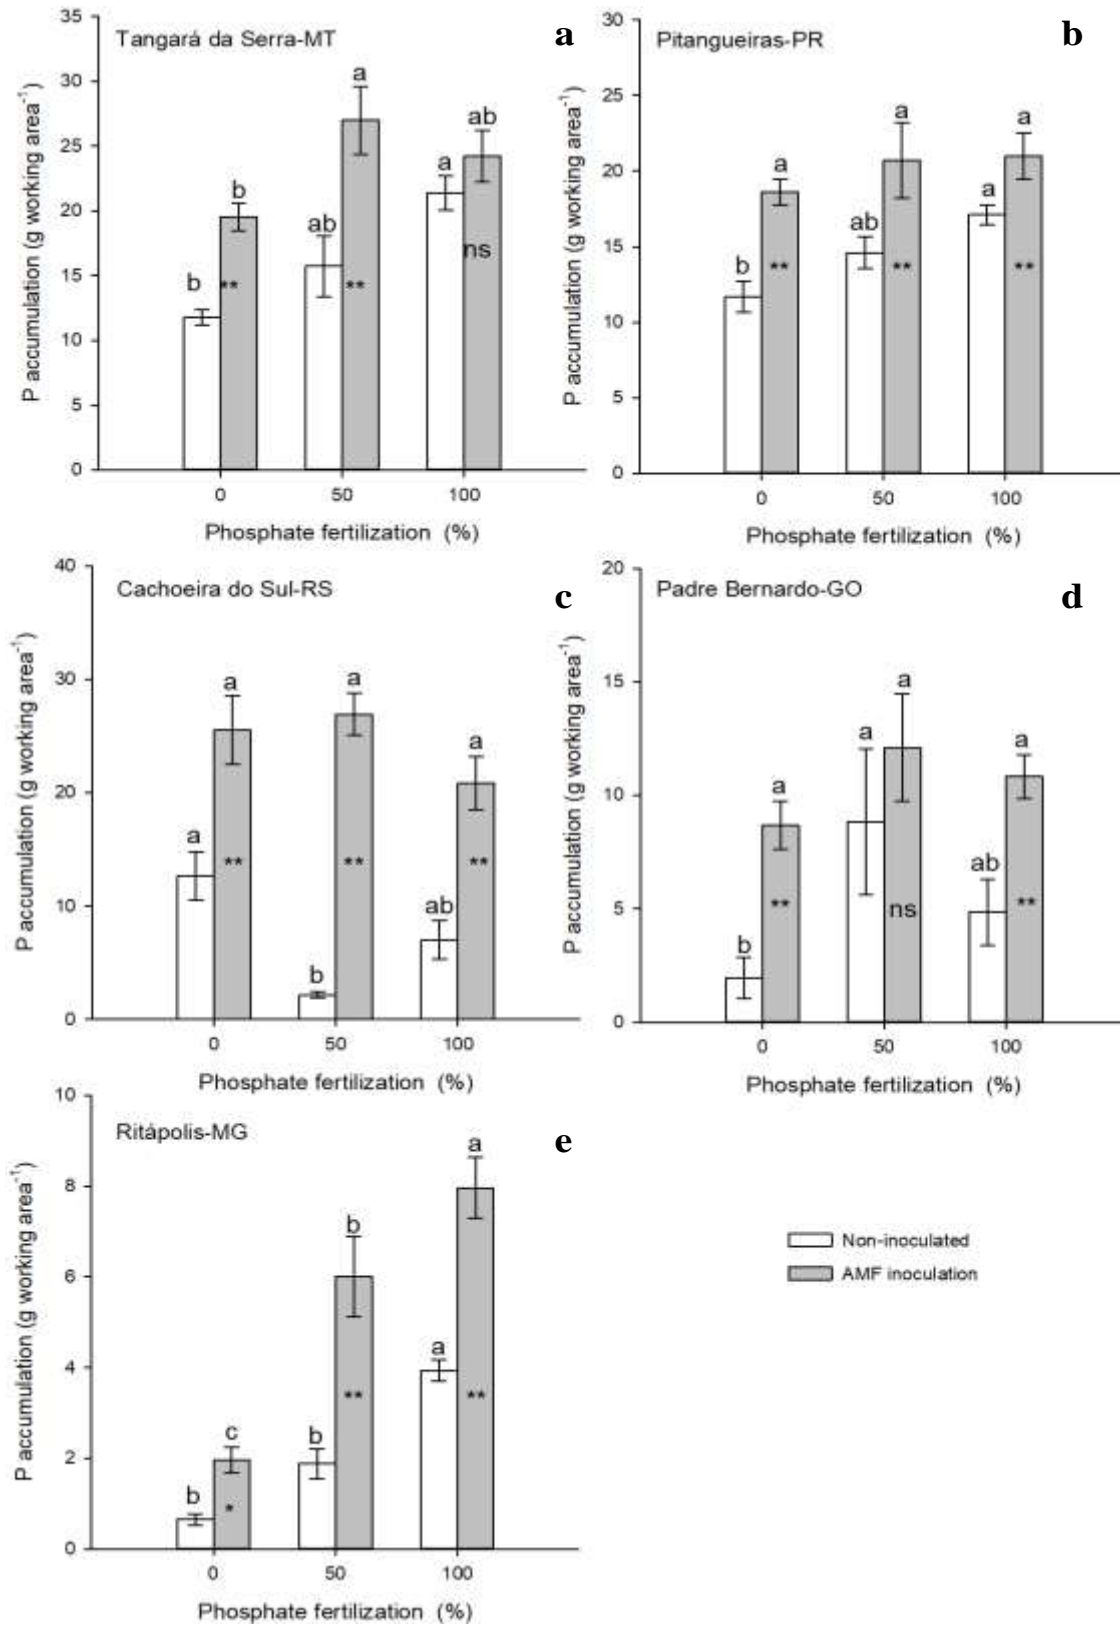 Tangará da Serra-MT
a
P accumulation (g working area⁻¹)
35
30
25
20
15
10
5
0
b
**
b
ab
**
a
a
ns
ab
0
50
100
Phosphate fertilization (%)
Pitangueiras-PR
b
P accumulation (g working area⁻¹)
30
25
20
15
10
5
0
b
**
a
ab
**
a
a
**
a
0
50
100
Phosphate fertilization (%)
Cachoeira do Sul-RS
c
P accumulation (g working area⁻¹)
40
30
20
10
0
a
**
a
b
**
a
ab
**
a
0
50
100
Phosphate fertilization (%)
Padre Bernardo-GO
d
P accumulation (g working area⁻¹)
20
15
10
5
0
b
**
a
a
ns
a
ab
**
a
0
50
100
Phosphate fertilization (%)
Ritápolis-MG
e
P accumulation (g working area⁻¹)
10
8
6
4
2
0
b
*
c
b
**
b
a
**
a
0
50
100
Phosphate fertilization (%)
Non-inoculated
AMF inoculation